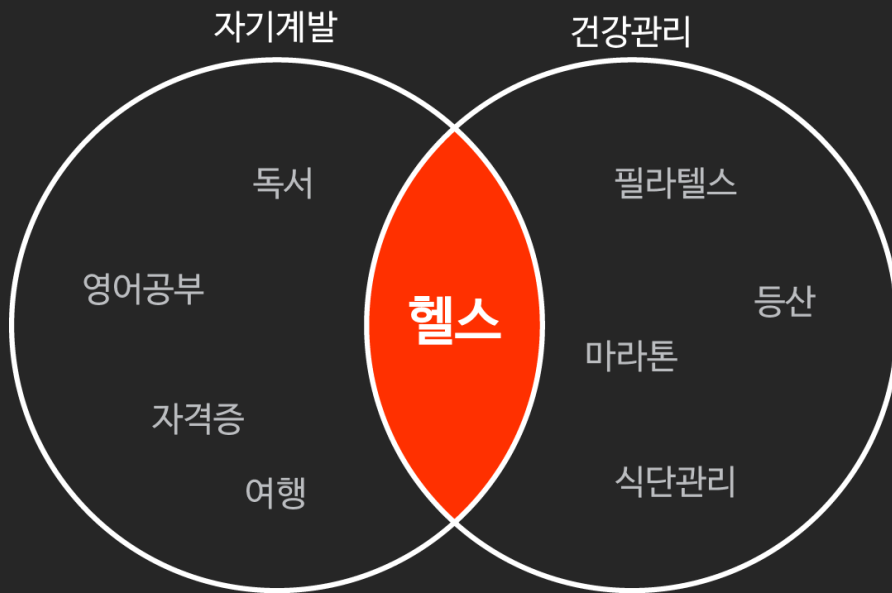 자기계발
건강관리
독서
영어공부
자격증
여행
헬스
필라텔스
등산
마라톤
식단관리